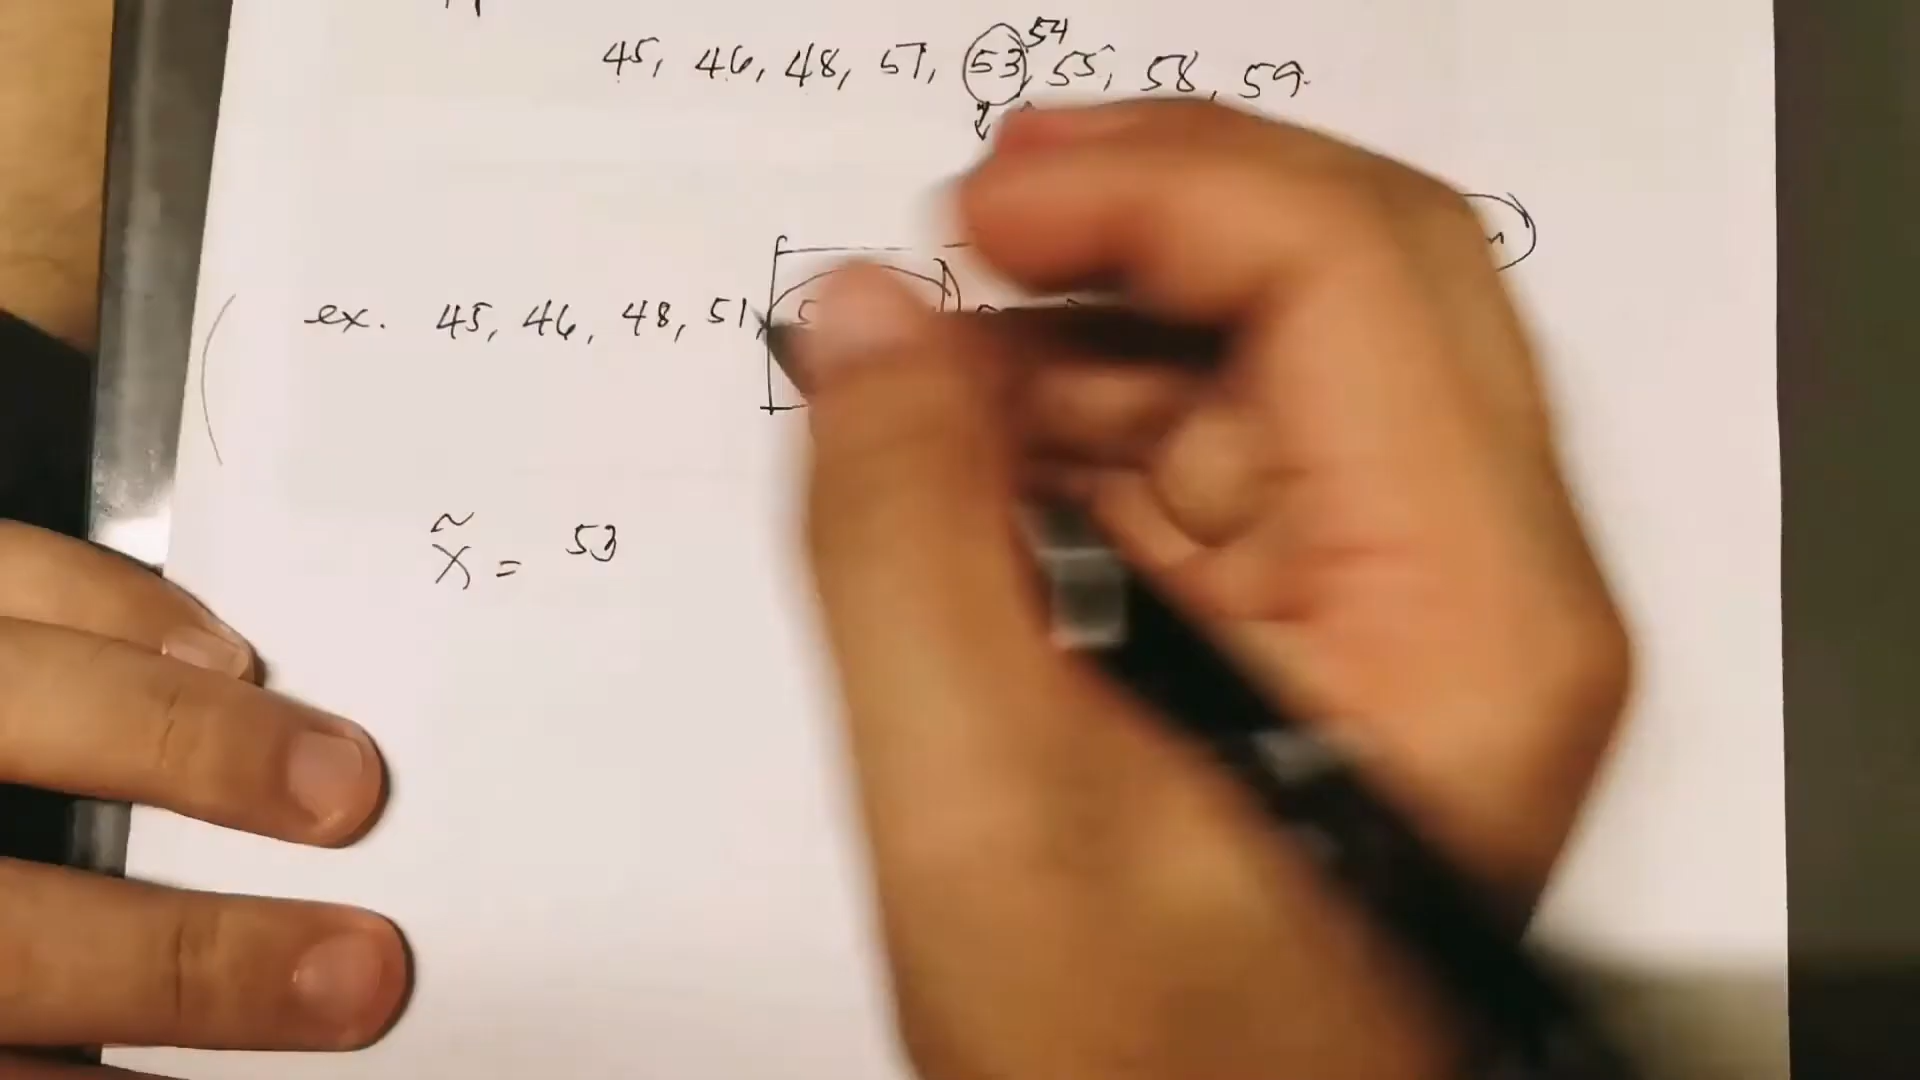 54
45, 46, 48, 51, 53, 55, 58, 59
ex. 45, 46, 48, 51,
x̃ = 53